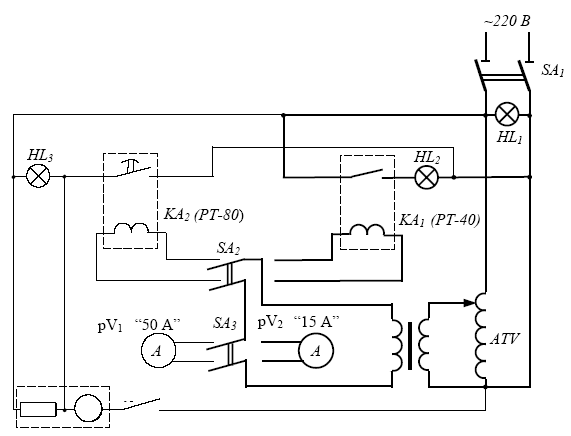 ~220 В
SA1
HL1
HL3
HL2
KA2 (РТ-80)
KA1 (РТ-40)
SA2
pV1 “50 A”
SA3
pV2 “15 A”
A
A
ATV